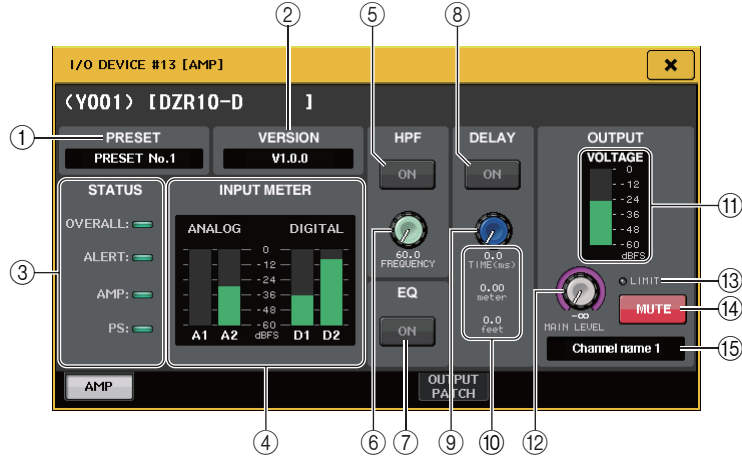 ② ⑤ ⑧
I/O DEVICE #13 [AMP]
×
(Y001) [DZR10-D ]
① PRESET VERSION HPF DELAY OUTPUT
PRESET No.1 V1.0.0 ON ON VOLTAGE
0
-12
-24
-36
-48
-60
dBFS
⑪
③ STATUS
OVERALL:
ALERT:
AMP:
PS:
INPUT METER
ANALOG DIGITAL
0
-12
-24
-36
-48
-60
A1 A2 dBFS D1 D2
60.0
FREQUENCY
EQ
ON
0.0
TIME(ms)
0.00
meter
0.0
feet
LIMIT ⑬
-∞
MAIN LEVEL
MUTE ⑭
Channel name 1 ⑮
AMP OUTPUT
PATCH
④ ⑥ ⑦ ⑨ ⑩ ⑫